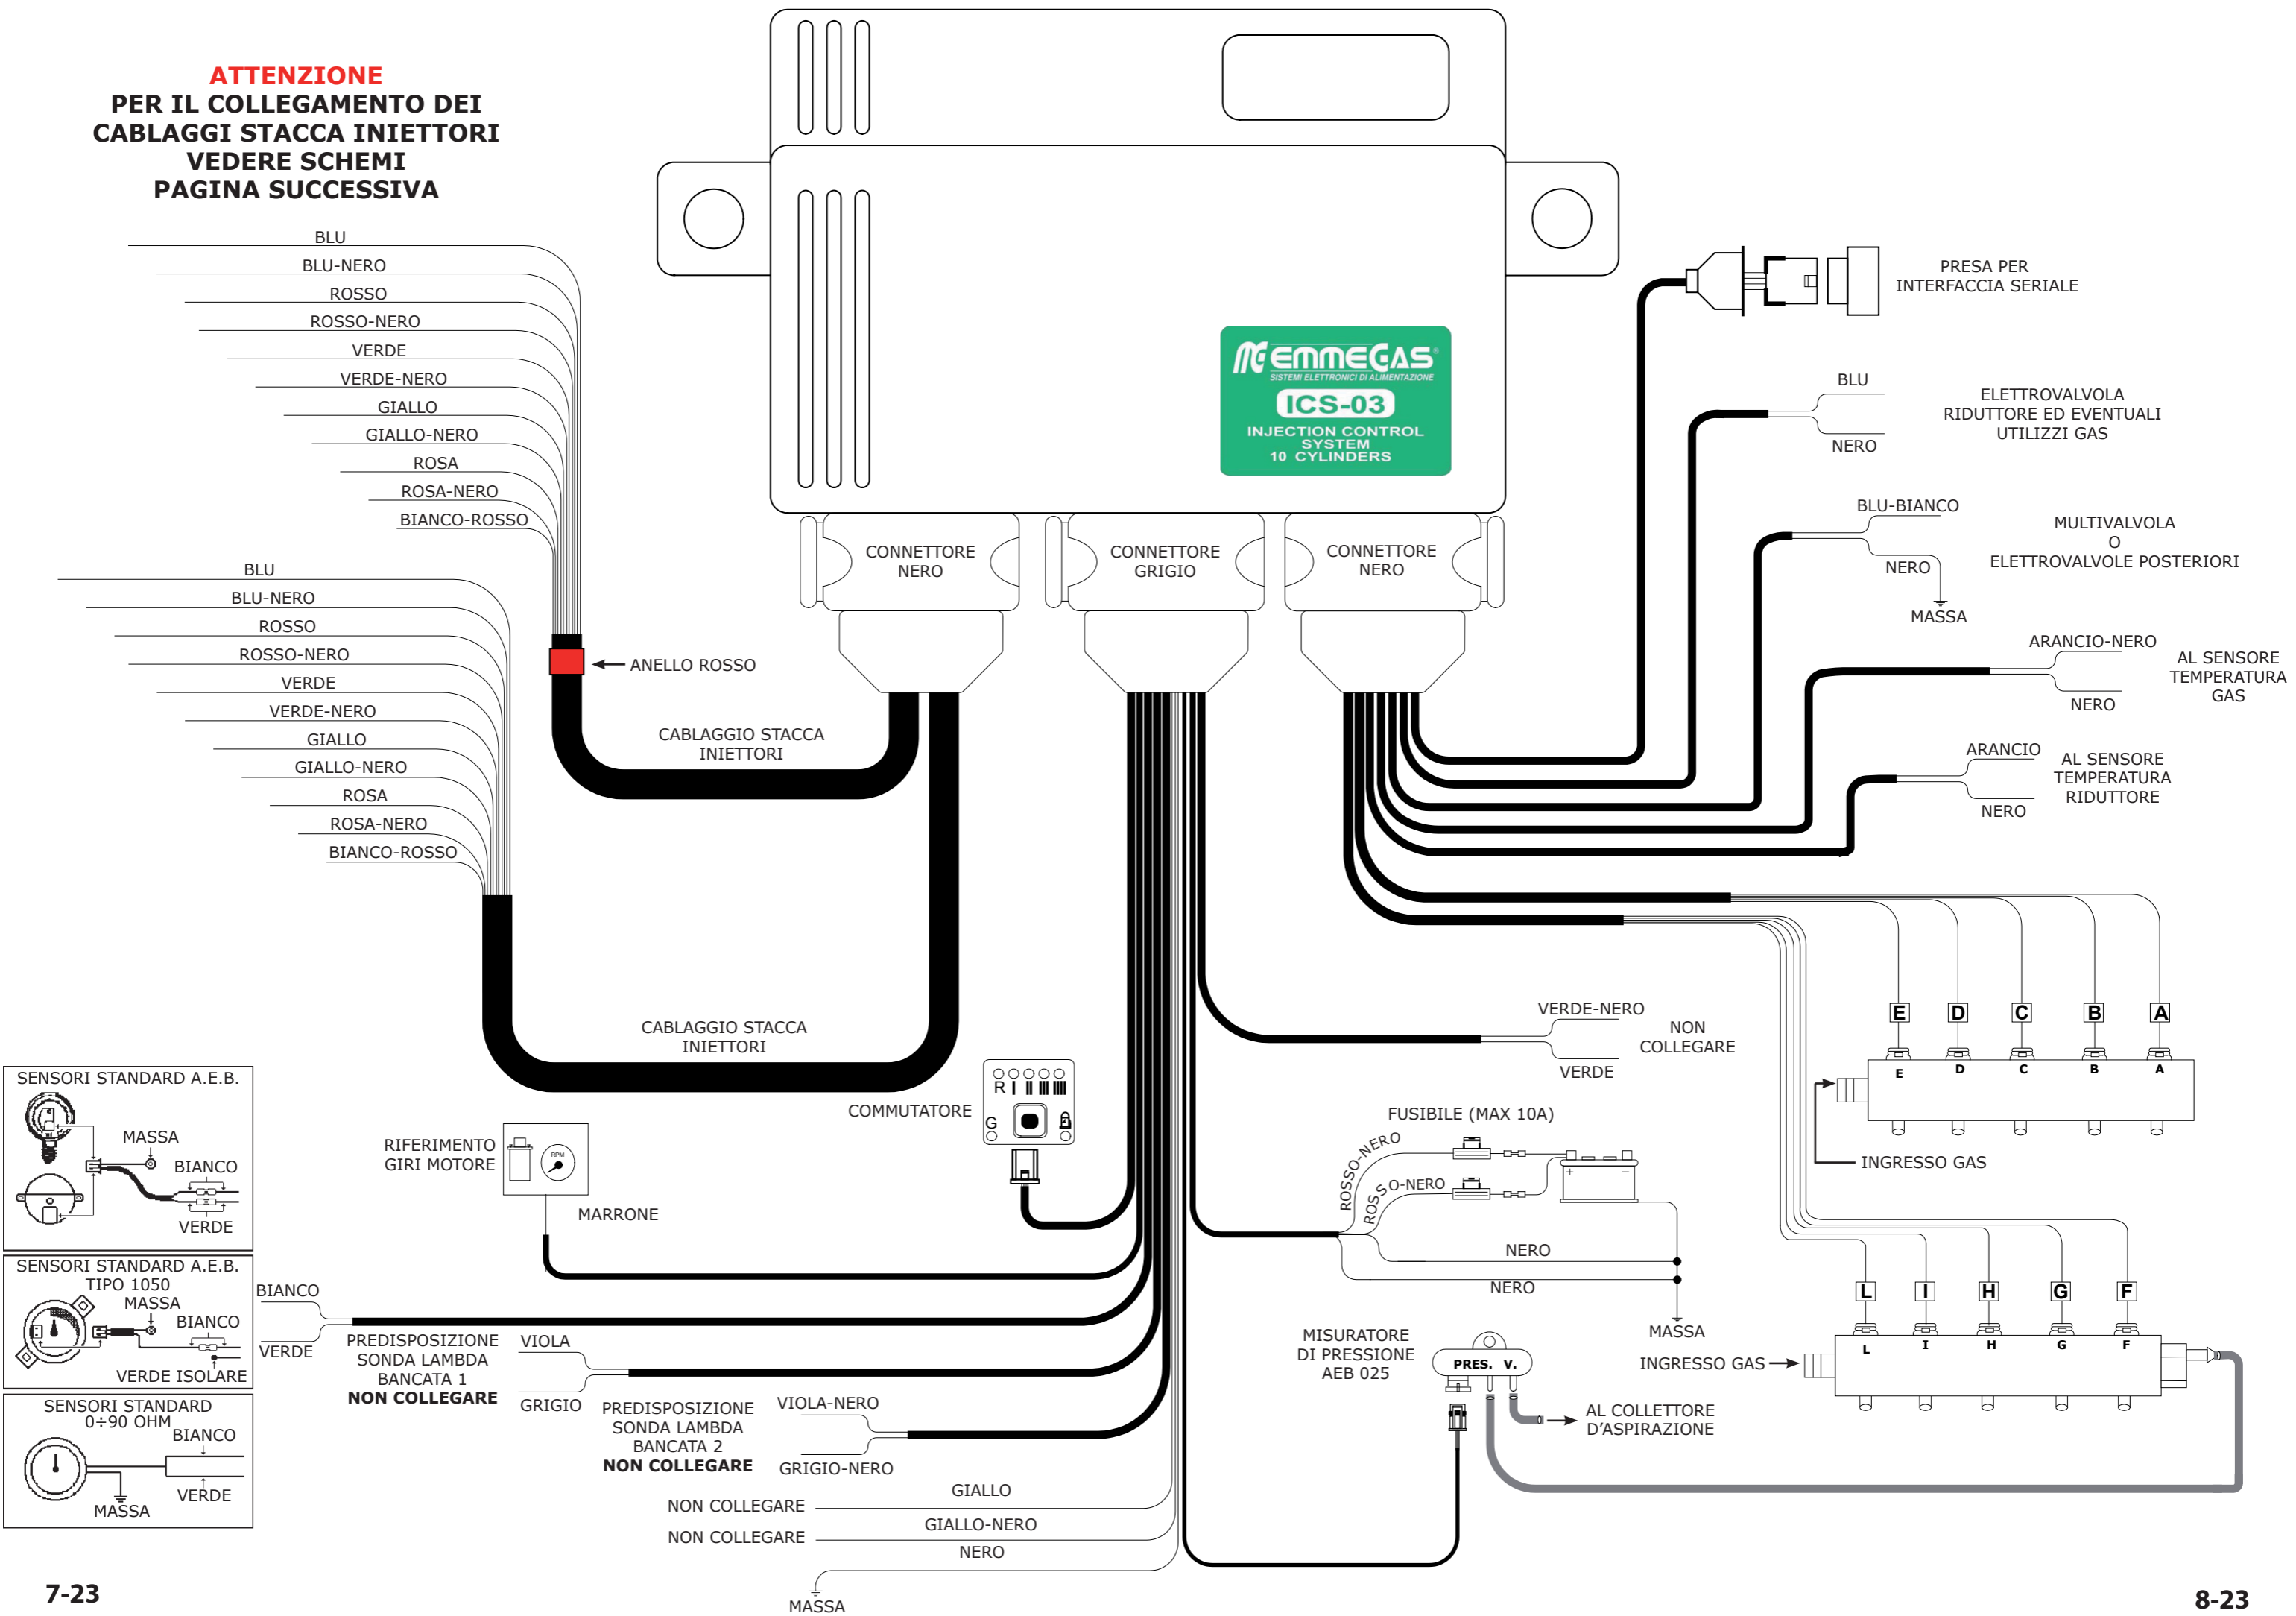 ATTENZIONE
PER IL COLLEGAMENTO DEI
CABLAGGI STACCA INIETTORI
VEDERE SCHEMI
PAGINA SUCCESSIVA
BLU
BLU-NERO
ROSSO
ROSSO-NERO
VERDE
VERDE-NERO
GIALLO
GIALLO-NERO
ROSA
ROSA-NERO
BIANCO-ROSSO
BLU
BLU-NERO
ROSSO
ROSSO-NERO
VERDE
VERDE-NERO
GIALLO
GIALLO-NERO
ROSA
ROSA-NERO
BIANCO-ROSSO
ANELLO ROSSO
CABLAGGIO STACCA
INIETTORI
CABLAGGIO STACCA
INIETTORI
MG EMMEGAS®
SISTEMI ELETTRONICI DI ALIMENTAZIONE
ICS-03
INJECTION CONTROL
SYSTEM
10 CYLINDERS
CONNETTORE
NERO
CONNETTORE
GRIGIO
CONNETTORE
NERO
PRESA PER
INTERFACCIA SERIALE
BLU
NERO
ELETTROVALVOLA
RIDUTTORE ED EVENTUALI
UTILIZZI GAS
BLU-BIANCO
NERO
MASSA
MULTIVALVOLA
O
ELETTROVALVOLE POSTERIORI
ARANCIO-NERO
NERO
AL SENSORE
TEMPERATURA
GAS
ARANCIO
NERO
AL SENSORE
TEMPERATURA
RIDUTTORE
E D C B A
E D C B A
INGRESSO GAS
L I H G F
L I H G F
INGRESSO GAS
VERDE-NERO
VERDE
NON
COLLEGARE
FUSIBILE (MAX 10A)
ROSSO-NERO
ROSSO-NERO
+ −
NERO
NERO
MASSA
MISURATORE
DI PRESSIONE
AEB 025
PRES. V.
AL COLLETTORE
D'ASPIRAZIONE
COMMUTATORE
R I II III IIII
G
RIFERIMENTO
GIRI MOTORE
RPM
MARRONE
SENSORI STANDARD A.E.B.
MASSA
BIANCO
VERDE
SENSORI STANDARD A.E.B.
TIPO 1050
MASSA
BIANCO
VERDE ISOLARE
SENSORI STANDARD
0÷90 OHM
BIANCO
VERDE
MASSA
BIANCO
VERDE
PREDISPOSIZIONE
SONDA LAMBDA
BANCATA 1
NON COLLEGARE
VIOLA
GRIGIO
PREDISPOSIZIONE
SONDA LAMBDA
BANCATA 2
NON COLLEGARE
VIOLA-NERO
GRIGIO-NERO
NON COLLEGARE
GIALLO
NON COLLEGARE
GIALLO-NERO
NERO
MASSA
7-23
8-23